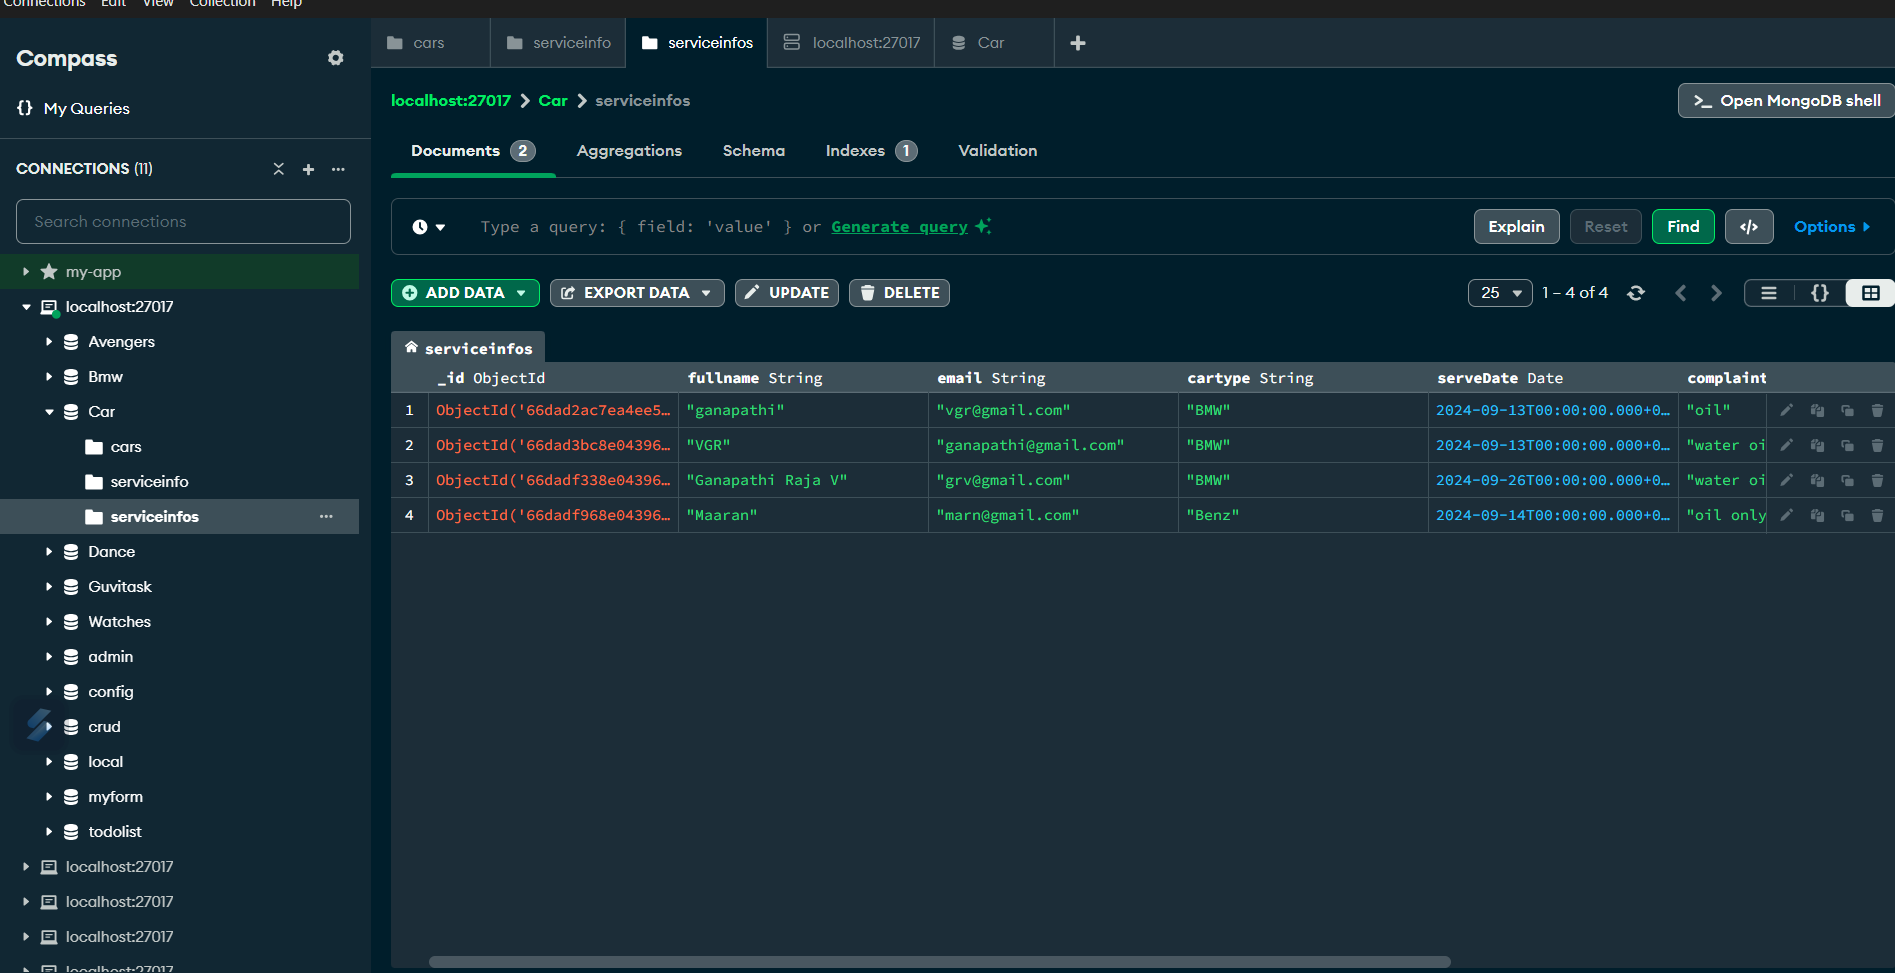 Connections Edit View Collection Help
Compass
My Queries
CONNECTIONS (11)
Search connections
my-app
localhost:27017
Avengers
Bmw
Car
cars
serviceinfo
serviceinfos
Dance
Guvitask
Watches
admin
config
crud
local
myform
todolist
localhost:27017
localhost:27017
localhost:27017
localhost:27017
cars serviceinfo serviceinfos localhost:27017 Car
localhost:27017 > Car > serviceinfos
>_ Open MongoDB shell
Documents 2 Aggregations Schema Indexes 1 Validation
Type a query: { field: 'value' } or Generate query
Explain Reset Find </> Options
ADD DATA EXPORT DATA UPDATE DELETE
25 1 – 4 of 4 {}
serviceinfos
_id ObjectId fullname String email String cartype String serveDate Date complaint
1 ObjectId('66dad2ac7ea4ee5… "ganapathi" "vgr@gmail.com" "BMW" 2024-09-13T00:00:00.000+0… "oil"
2 ObjectId('66dad3bc8e04396… "VGR" "ganapathi@gmail.com" "BMW" 2024-09-13T00:00:00.000+0… "water oi
3 ObjectId('66dadf338e04396… "Ganapathi Raja V" "grv@gmail.com" "BMW" 2024-09-26T00:00:00.000+0… "water oi
4 ObjectId('66dadf968e04396… "Maaran" "marn@gmail.com" "Benz" 2024-09-14T00:00:00.000+0… "oil only